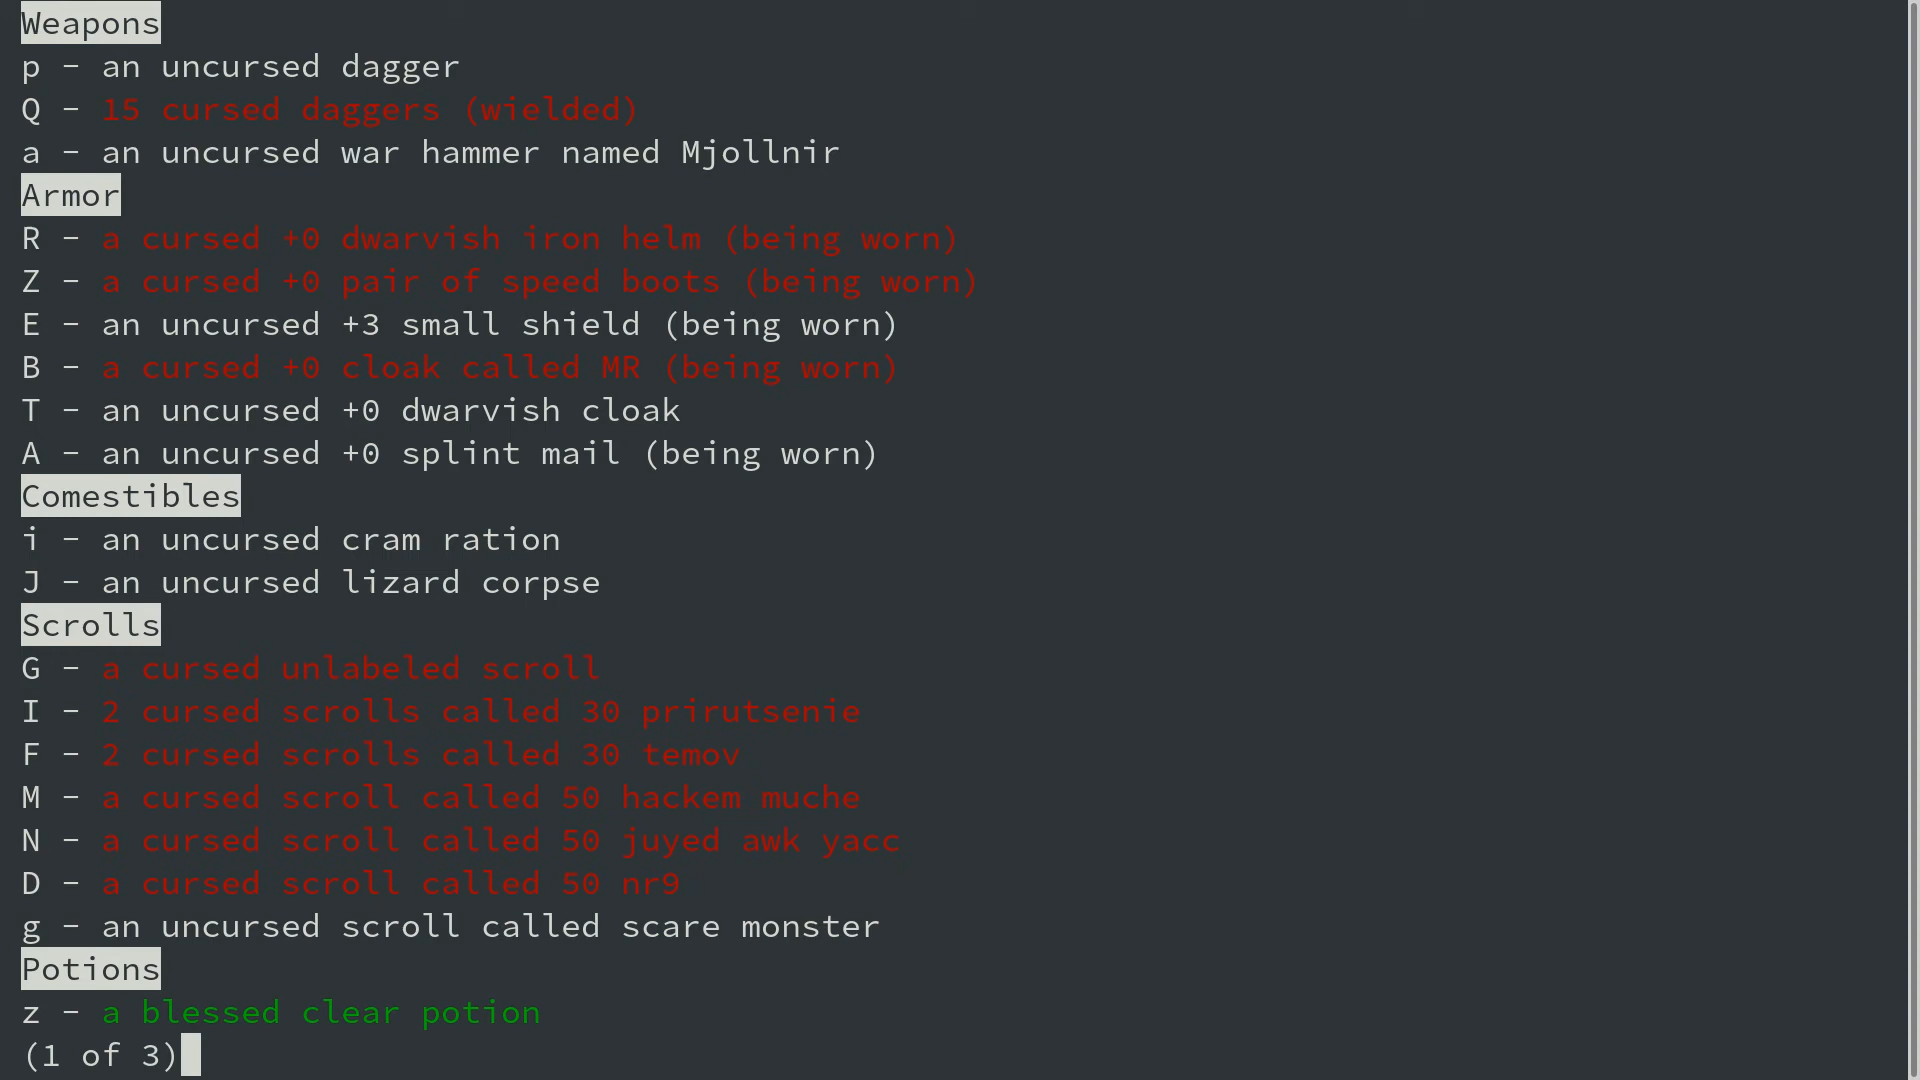 Weapons
p - an uncursed dagger
Q - 15 cursed daggers (wielded)
a - an uncursed war hammer named Mjollnir
Armor
R - a cursed +0 dwarvish iron helm (being worn)
Z - a cursed +0 pair of speed boots (being worn)
E - an uncursed +3 small shield (being worn)
B - a cursed +0 cloak called MR (being worn)
T - an uncursed +0 dwarvish cloak
A - an uncursed +0 splint mail (being worn)
Comestibles
i - an uncursed cram ration
J - an uncursed lizard corpse
Scrolls
G - a cursed unlabeled scroll
I - 2 cursed scrolls called 30 prirutsenie
F - 2 cursed scrolls called 30 temov
M - a cursed scroll called 50 hackem muche
N - a cursed scroll called 50 juyed awk yacc
D - a cursed scroll called 50 nr9
g - an uncursed scroll called scare monster
Potions
z - a blessed clear potion
(1 of 3)